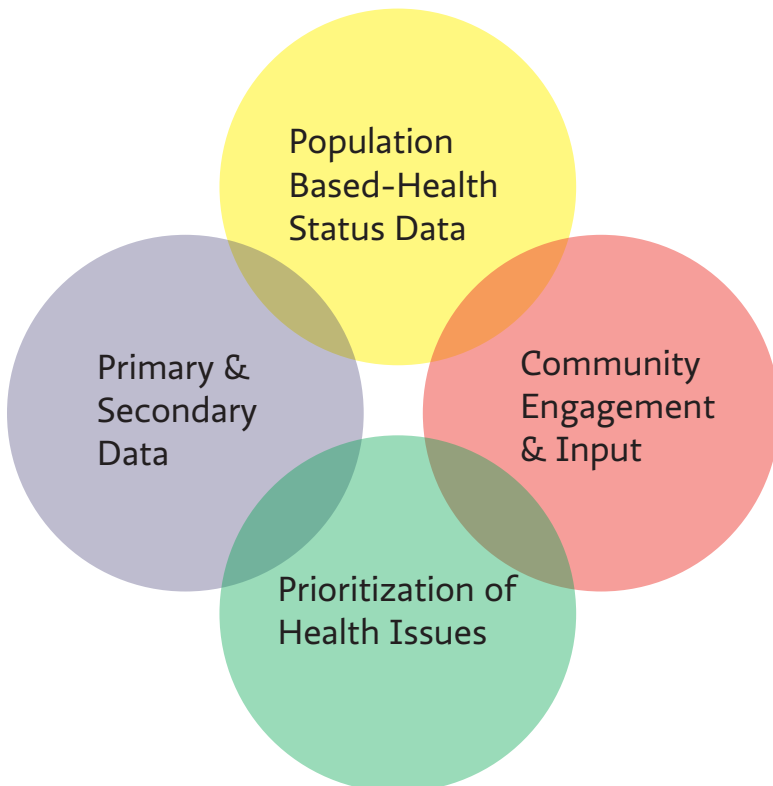 Population
Based-Health
Status Data
Primary &
Secondary
Data
Community
Engagement
& Input
Prioritization of
Health Issues